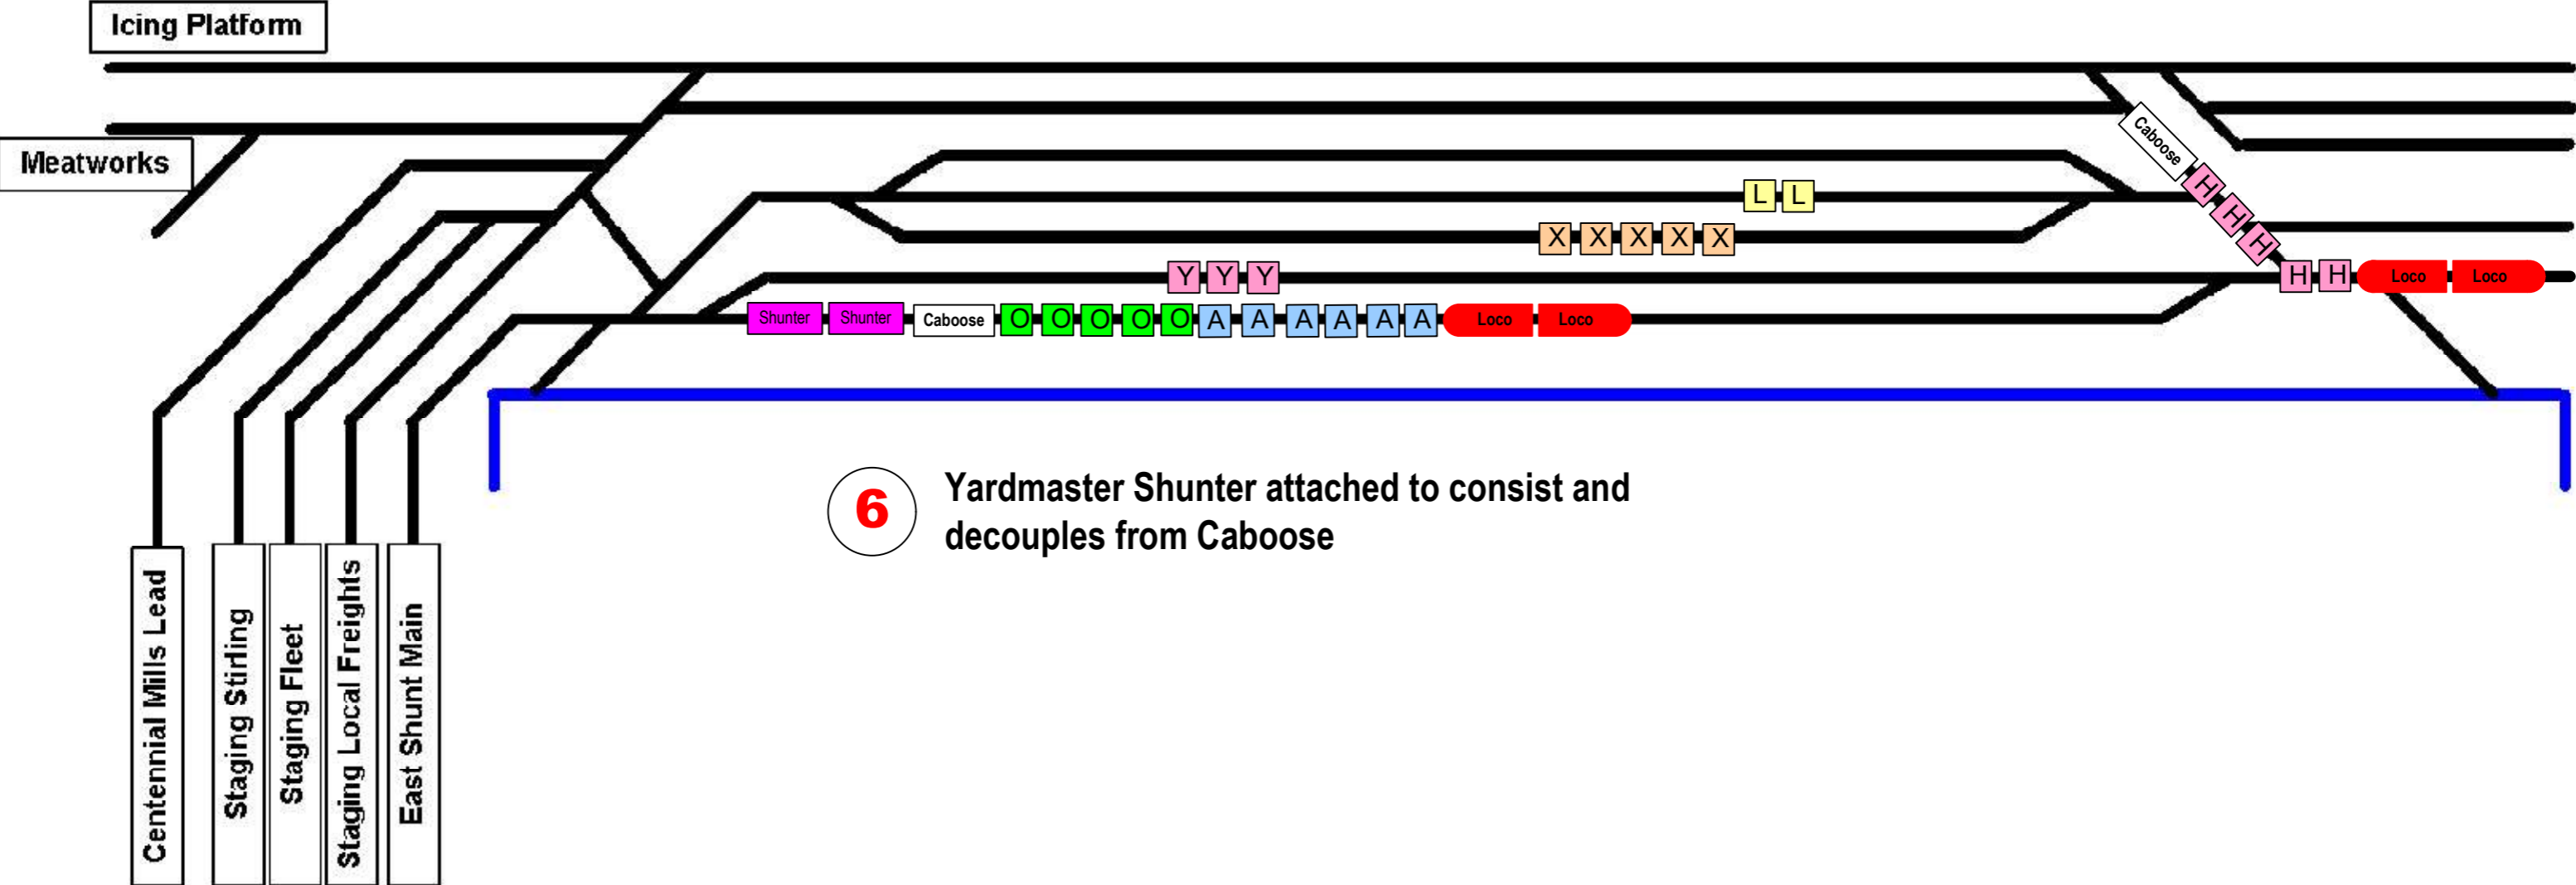 Icing Platform
Meatworks
Caboose
H
H
H
L L
X X X X X
Y Y Y
H H Loco Loco
Shunter Shunter Caboose O O O O O A A A A A A Loco Loco
6
Yardmaster Shunter attached to consist and
decouples from Caboose
Centennial Mills Lead
Staging Stirling
Staging Fleet
Staging Local Freights
East Shunt Main